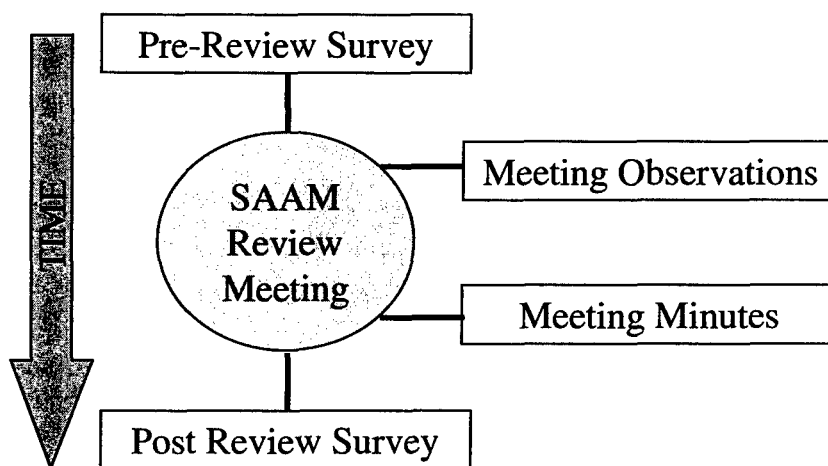 Pre-Review Survey
TIME
SAAM
Review
Meeting
Meeting Observations
Meeting Minutes
Post Review Survey